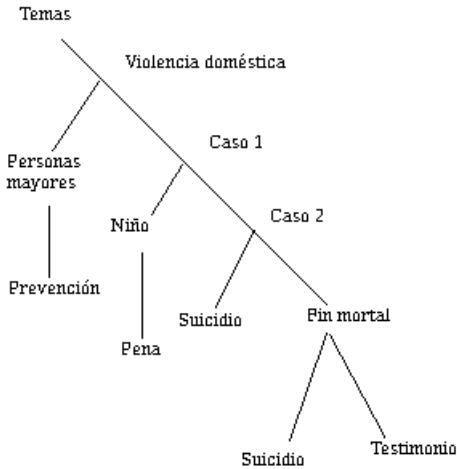 Temas
Violencia doméstica
Caso 1
Personas
mayores
Niño
Caso 2
Prevención
Suicidio
Fin mortal
Pena
Suicidio
Testimonio